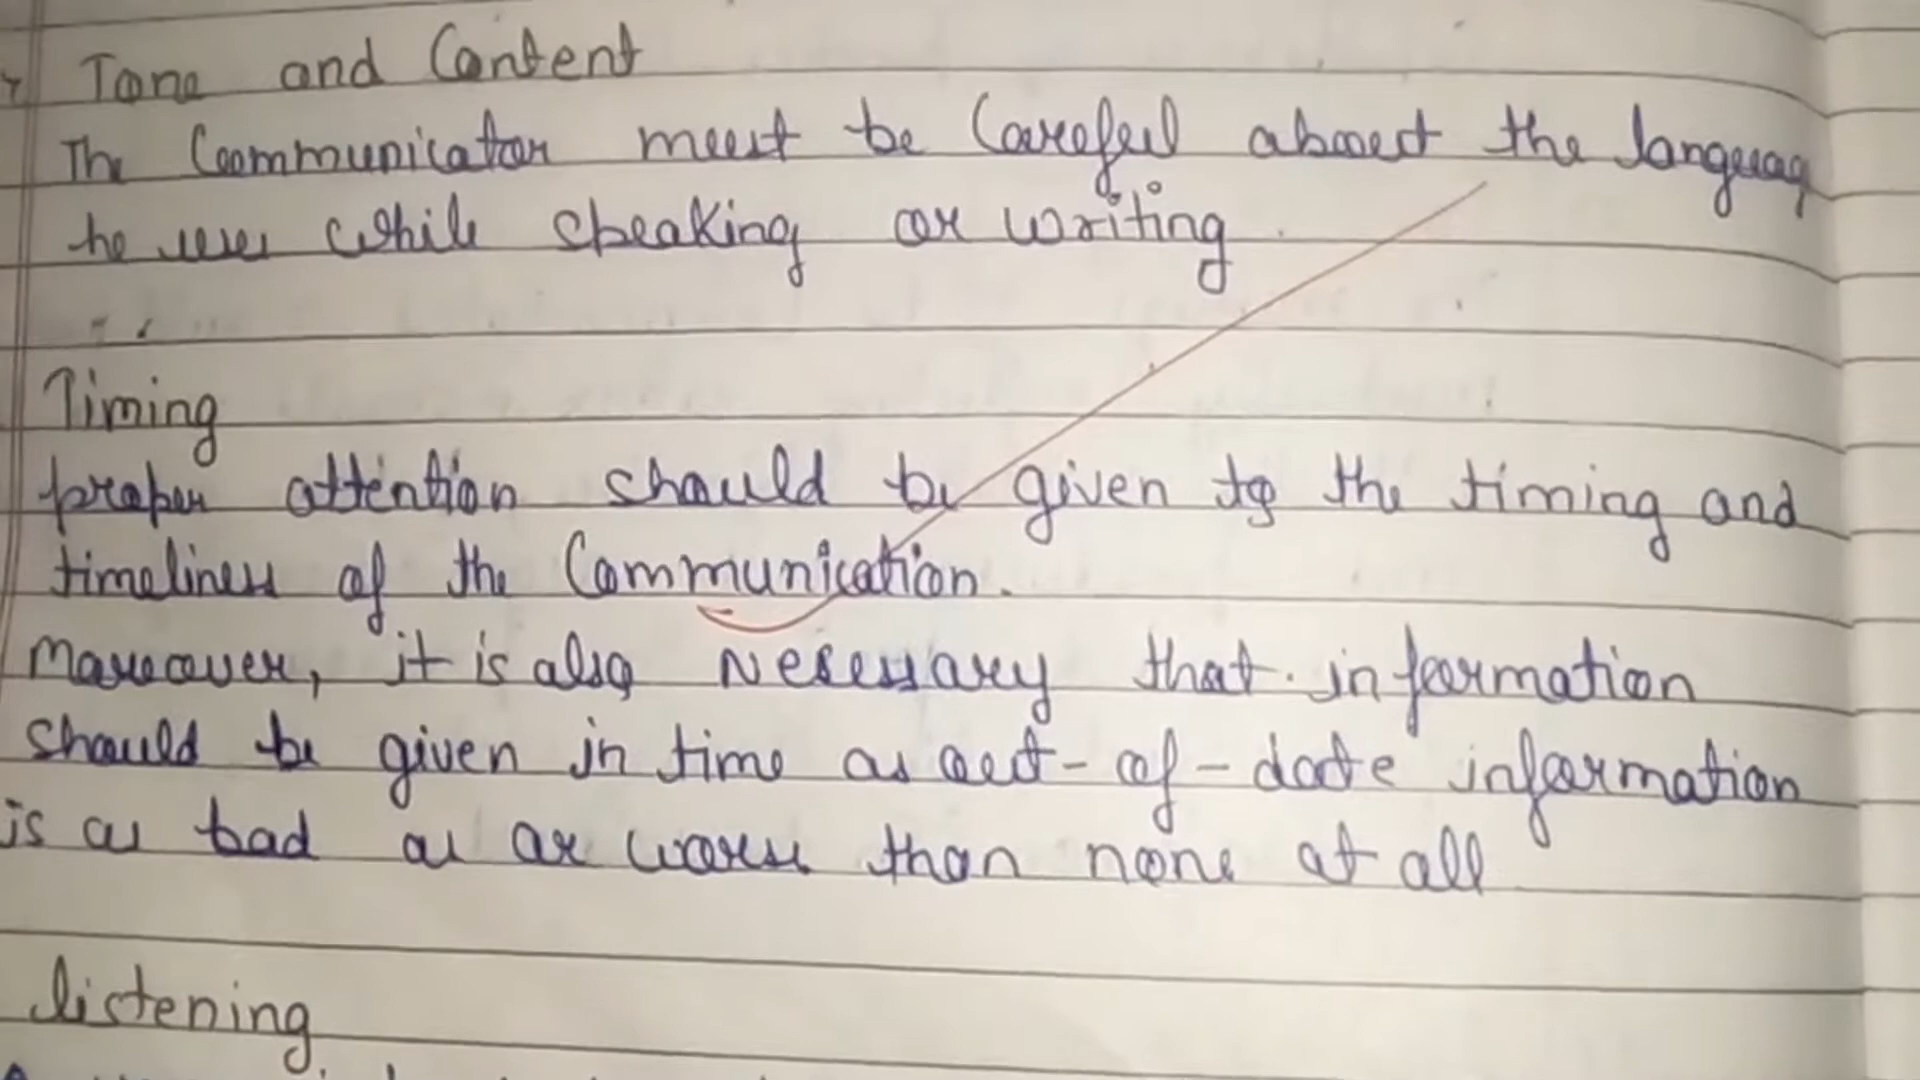 Tone and Content
The Communicator must be Careful about the languag
he uses while speaking or writing.
Timing
proper attention should be given to the timing and
timeliness of the Communication.
Moreover, it is also Nesessary that information
should be given in time as out-of-date information
is as bad as or worse than none at all
listening